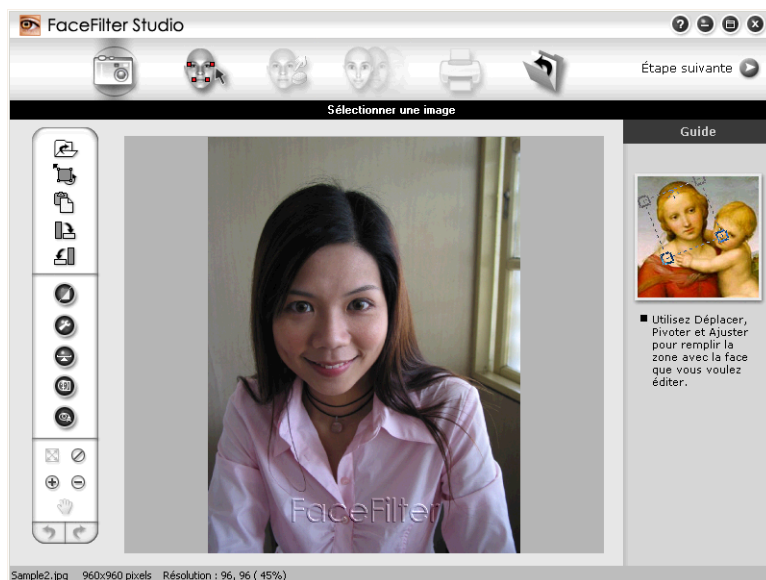 FaceFilter Studio
Étape suivante
Sélectionner une image
Guide
Utilisez Déplacer,
Pivoter et Ajuster
pour remplir la
zone avec la face
que vous voulez
éditer.
FaceFilter
Sample2.jpg 960x960 pixels Résolution : 96, 96 ( 45%)